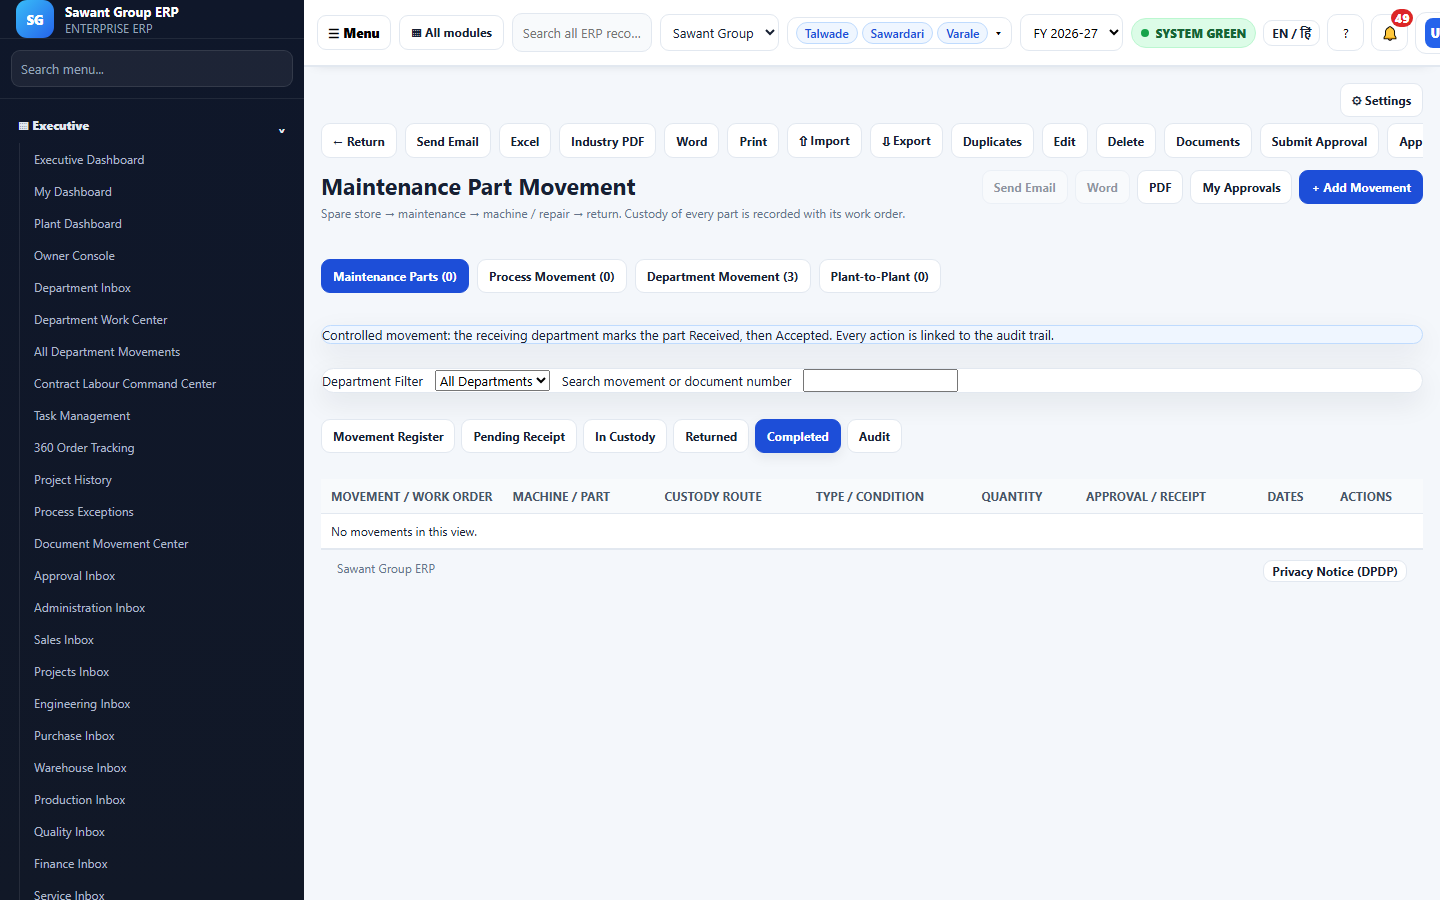 SG
Sawant Group ERP
ENTERPRISE ERP
Search menu...
Executive
Executive Dashboard
My Dashboard
Plant Dashboard
Owner Console
Department Inbox
Department Work Center
All Department Movements
Contract Labour Command Center
Task Management
360 Order Tracking
Project History
Process Exceptions
Document Movement Center
Approval Inbox
Administration Inbox
Sales Inbox
Projects Inbox
Engineering Inbox
Purchase Inbox
Warehouse Inbox
Production Inbox
Quality Inbox
Finance Inbox
Service Inbox
☰ Menu All modules Search all ERP reco... Sawant Group Talwade Sawardari Varale FY 2026-27 SYSTEM GREEN EN / हिं ? 49 U
⚙ Settings
← Return Send Email Excel Industry PDF Word Print ⇧ Import ⇩ Export Duplicates Edit Delete Documents Submit Approval App
Maintenance Part Movement
Send Email Word PDF My Approvals + Add Movement
Spare store → maintenance → machine / repair → return. Custody of every part is recorded with its work order.
Maintenance Parts (0) Process Movement (0) Department Movement (3) Plant-to-Plant (0)
Controlled movement: the receiving department marks the part Received, then Accepted. Every action is linked to the audit trail.
Department Filter All Departments Search movement or document number
Movement Register Pending Receipt In Custody Returned Completed Audit
MOVEMENT / WORK ORDER MACHINE / PART CUSTODY ROUTE TYPE / CONDITION QUANTITY APPROVAL / RECEIPT DATES ACTIONS
No movements in this view.
Sawant Group ERP Privacy Notice (DPDP)